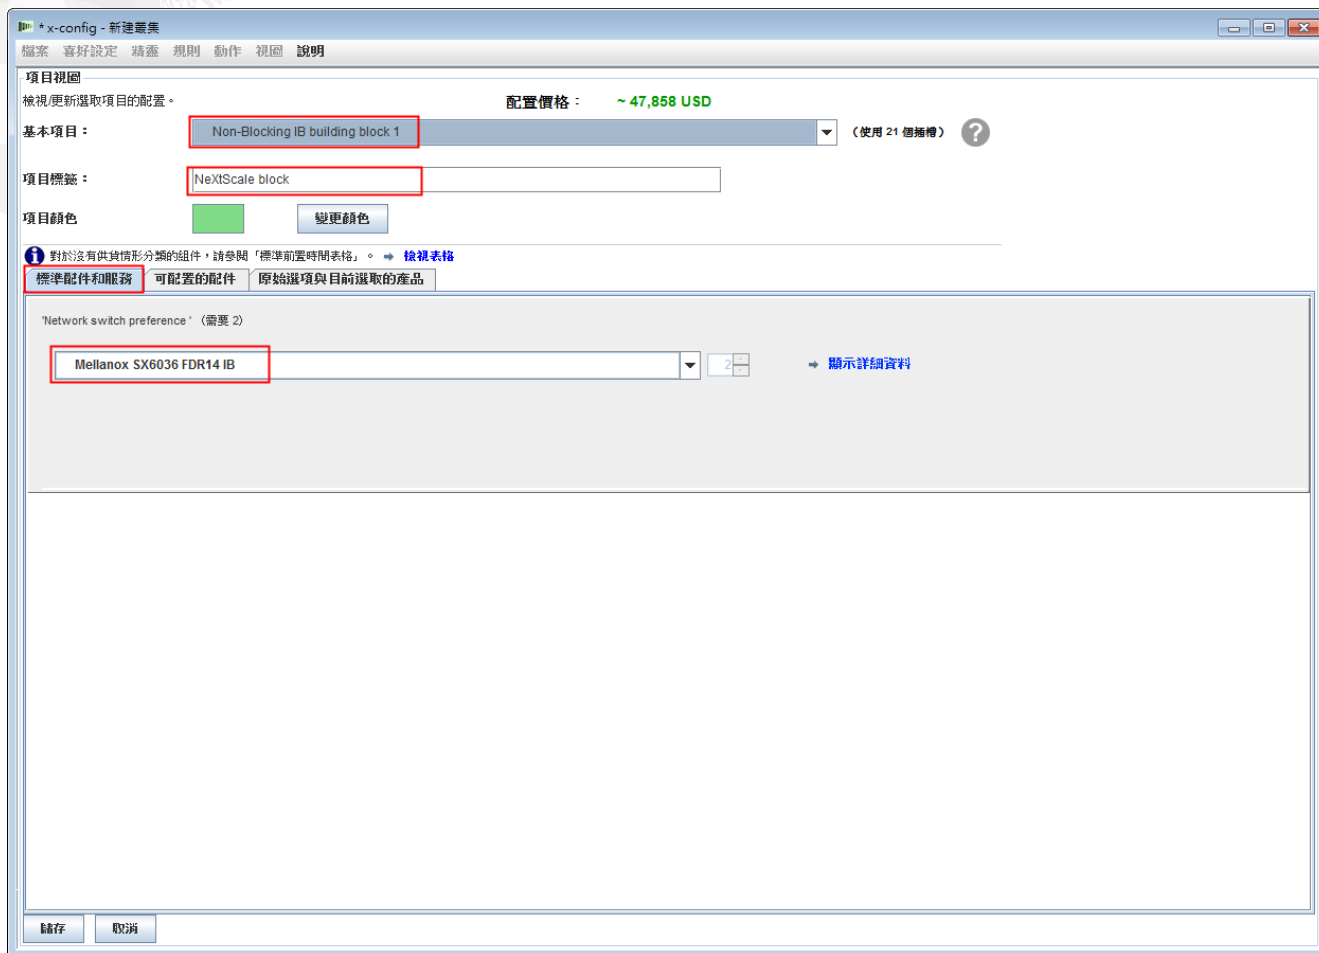 * x-config - 新建叢集
檔案 喜好設定 精靈 規則 動作 視圖 說明
項目視圖
檢視/更新選取項目的配置。 配置價格： ~ 47,858 USD
基本項目： Non-Blocking IB building block 1 （使用 21 個插槽） ?
項目標籤： NeXtScale block
項目顏色 變更顏色
i 對於沒有供貨情形分類的組件，請參閱「標準前置時間表格」。 ➡ 檢視表格
標準配件和服務 可配置的配件 原始選項與目前選取的產品
'Network switch preference ' （需要 2）
Mellanox SX6036 FDR14 IB 2 ➡ 顯示詳細資料
儲存 取消